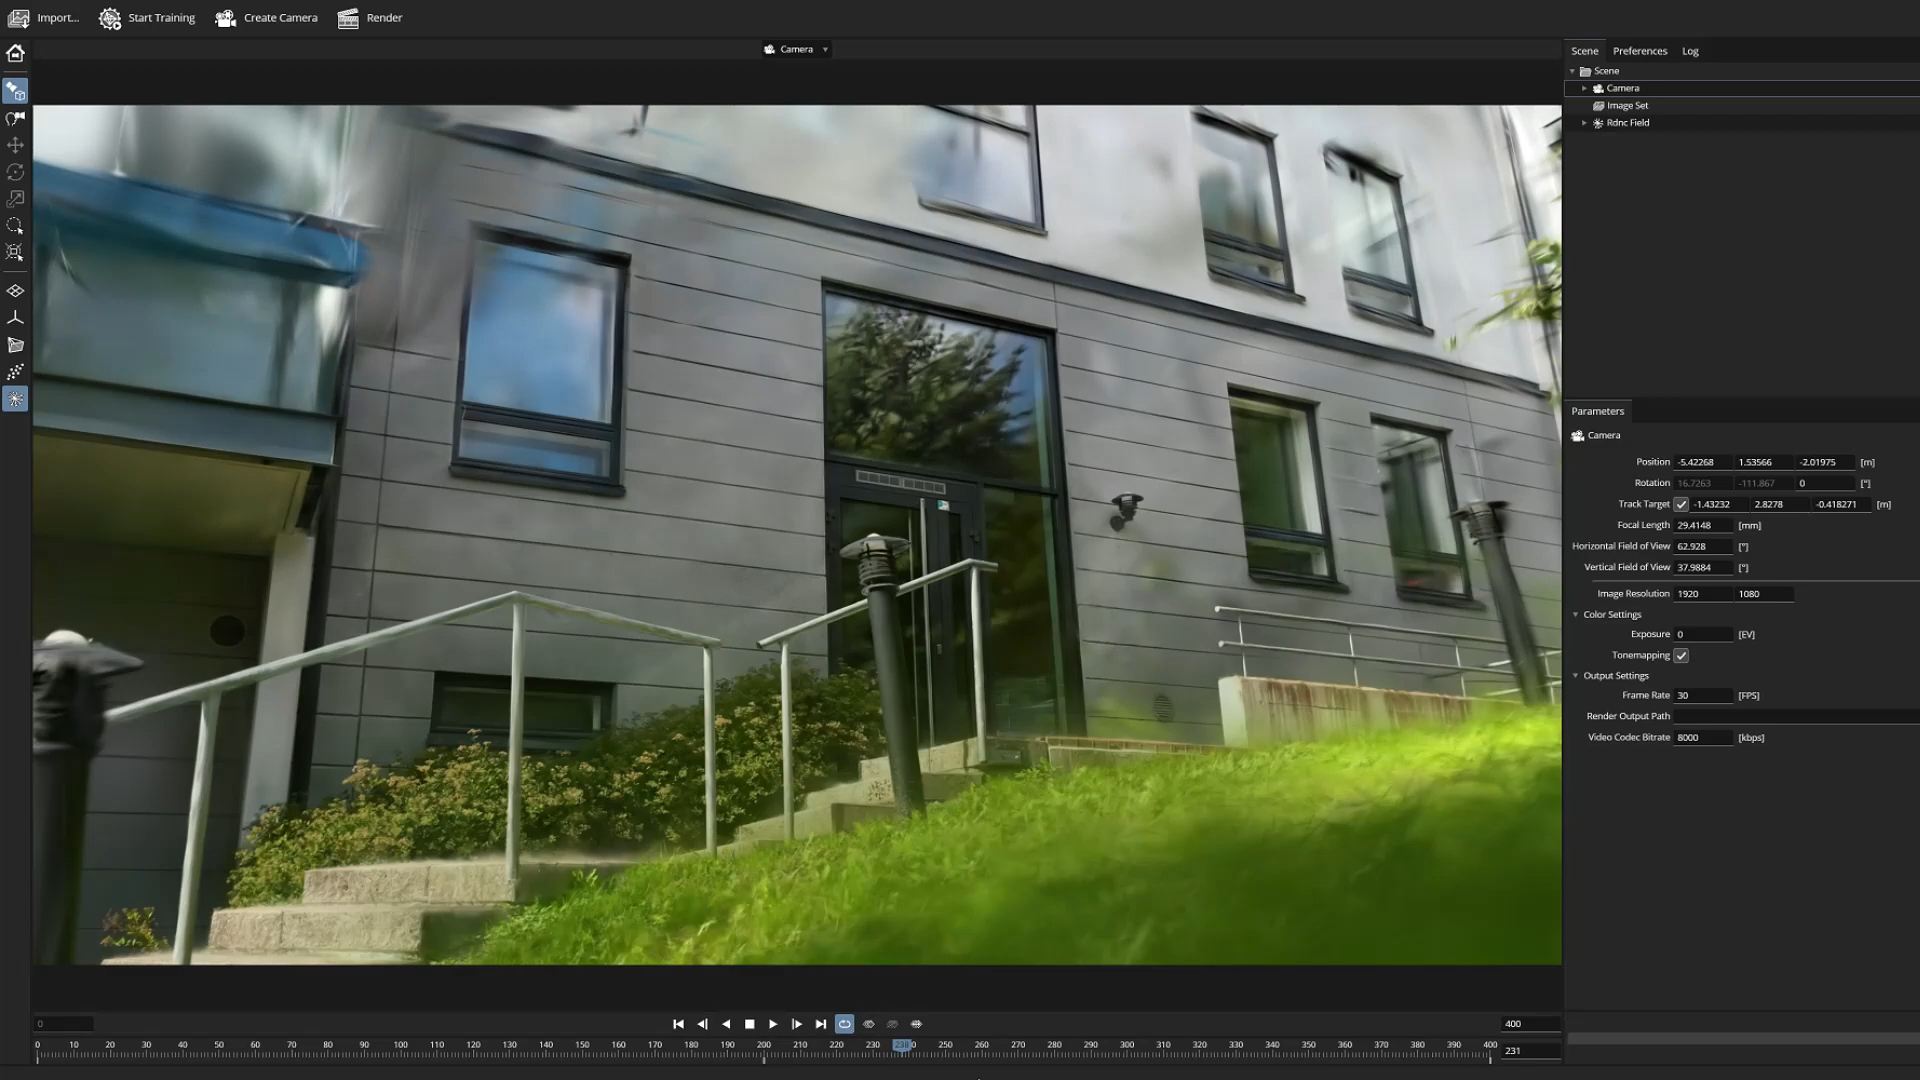 Import... Start Training Create Camera Render
Camera
Scene Preferences Log
Scene
Camera
Image Set
Rdnc Field
Parameters
Camera
Position -5.42268 1.53566 -2.01975 [m]
Rotation 16.7263 -111.867 0 [°]
Track Target -1.43232 2.8278 -0.418271 [m]
Focal Length 29.4148 [mm]
Horizontal Field of View 62.928 [°]
Vertical Field of View 37.9884 [°]
Image Resolution 1920 1080
Color Settings
Exposure 0 [EV]
Tonemapping
Output Settings
Frame Rate 30 [FPS]
Render Output Path
Video Codec Bitrate 8000 [kbps]
0 400
0 10 20 30 40 50 60 70 80 90 100 110 120 130 140 150 160 170 180 190 200 210 220 230 238 250 260 270 280 290 300 310 320 330 340 350 360 370 380 390 400
231